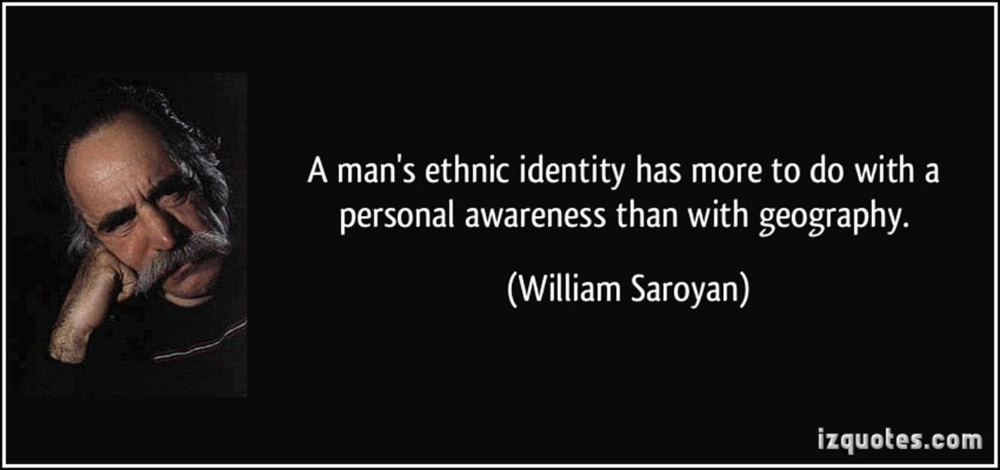 A man's ethnic identity has more to do with a
personal awareness than with geography.
(William Saroyan)
izquotes.com